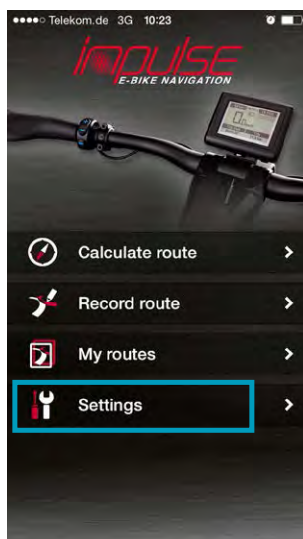 Telekom.de 3G 10:23
impulse
E-BIKE NAVIGATION
Calculate route
Record route
My routes
Settings